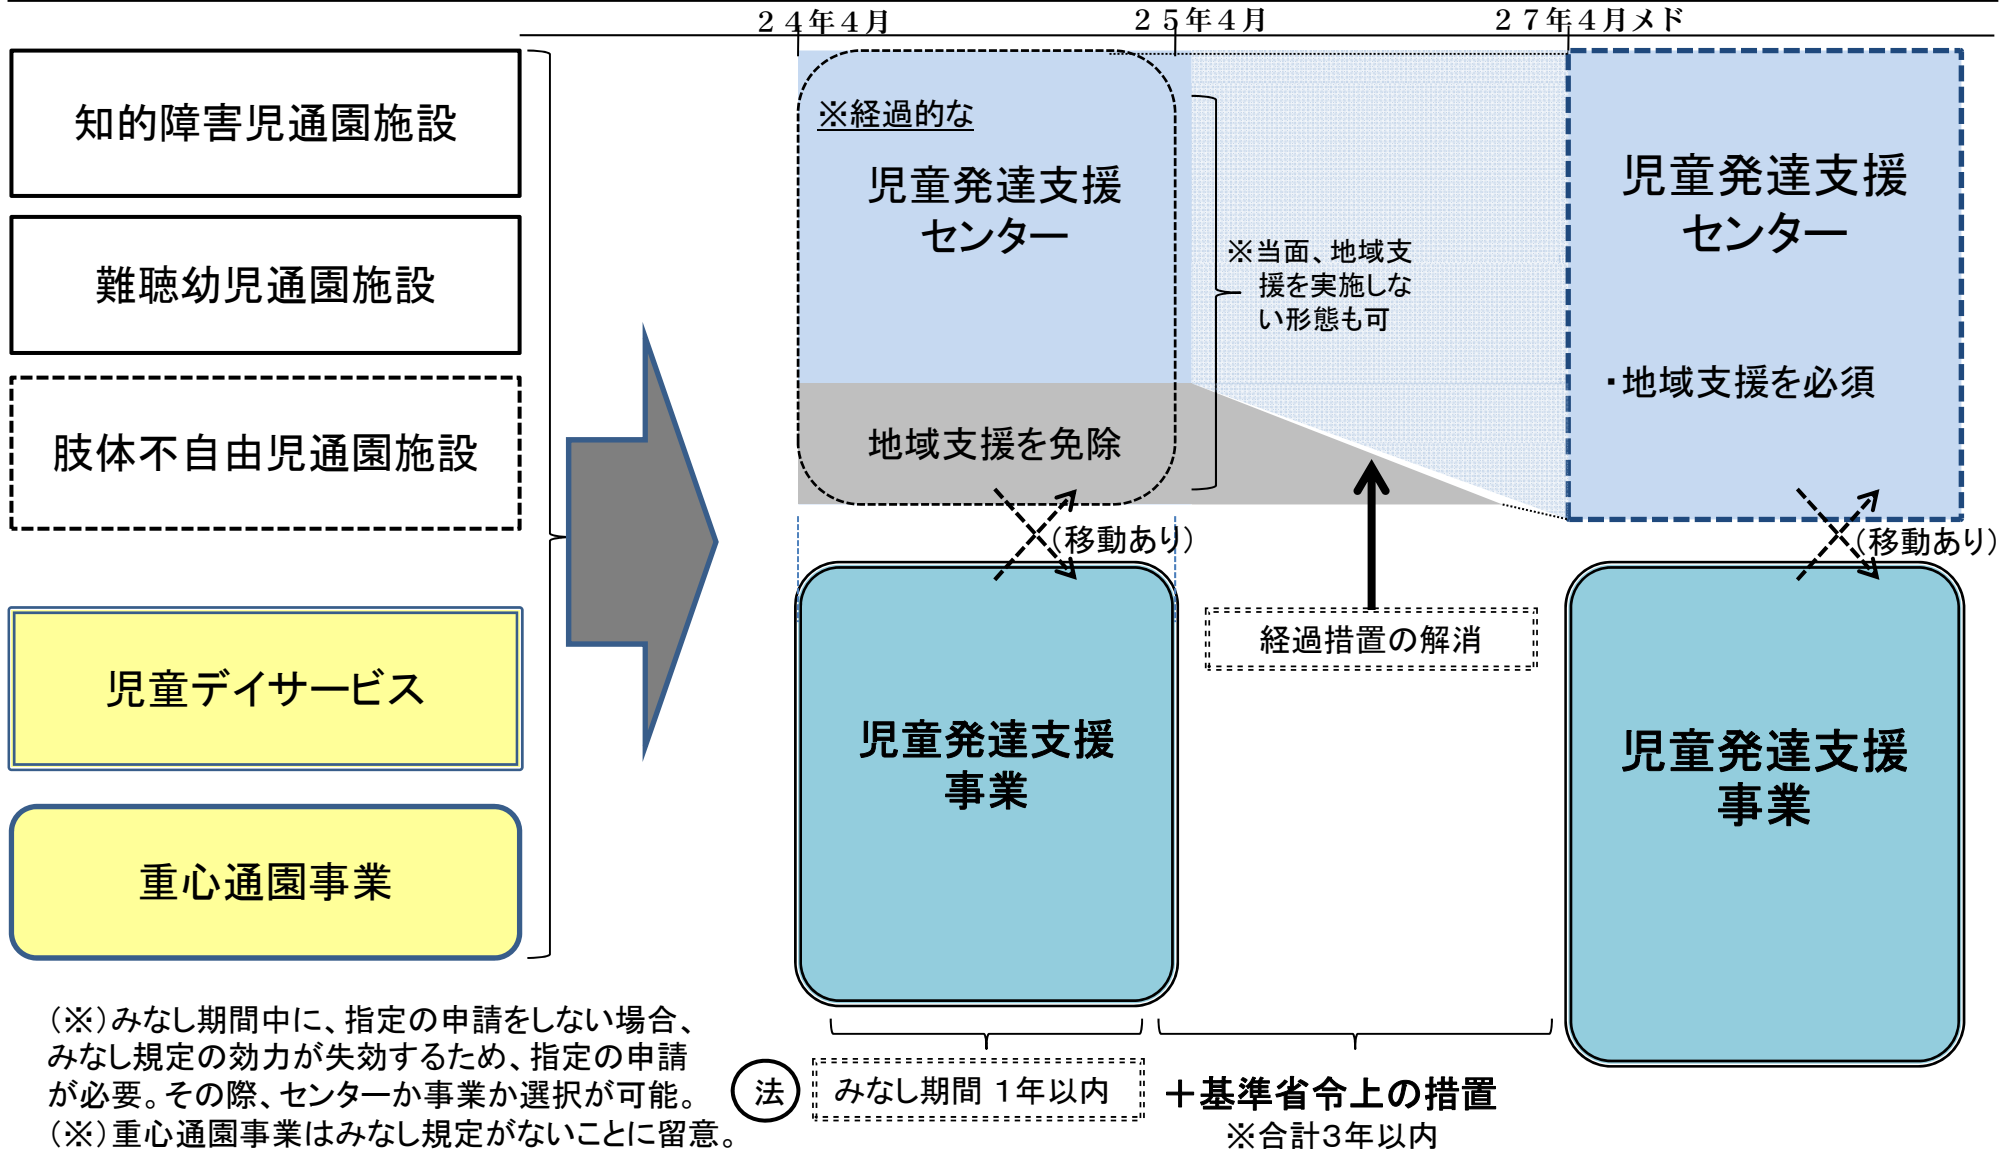 ２４年４月
２５年４月
２７年４月メド
知的障害児通園施設
難聴幼児通園施設
肢体不自由児通園施設
児童デイサービス
重心通園事業
※経過的な
児童発達支援
センター
地域支援を免除
※当面、地域支
援を実施しな
い形態も可
児童発達支援
センター
・地域支援を必須
（移動あり）
（移動あり）
経過措置の解消
児童発達支援
事業
児童発達支援
事業
（※）みなし期間中に、指定の申請をしない場合、
みなし規定の効力が失効するため、指定の申請
が必要。その際、センターか事業か選択が可能。
（※）重心通園事業はみなし規定がないことに留意。
法
みなし期間 １年以内
＋基準省令上の措置
※合計３年以内